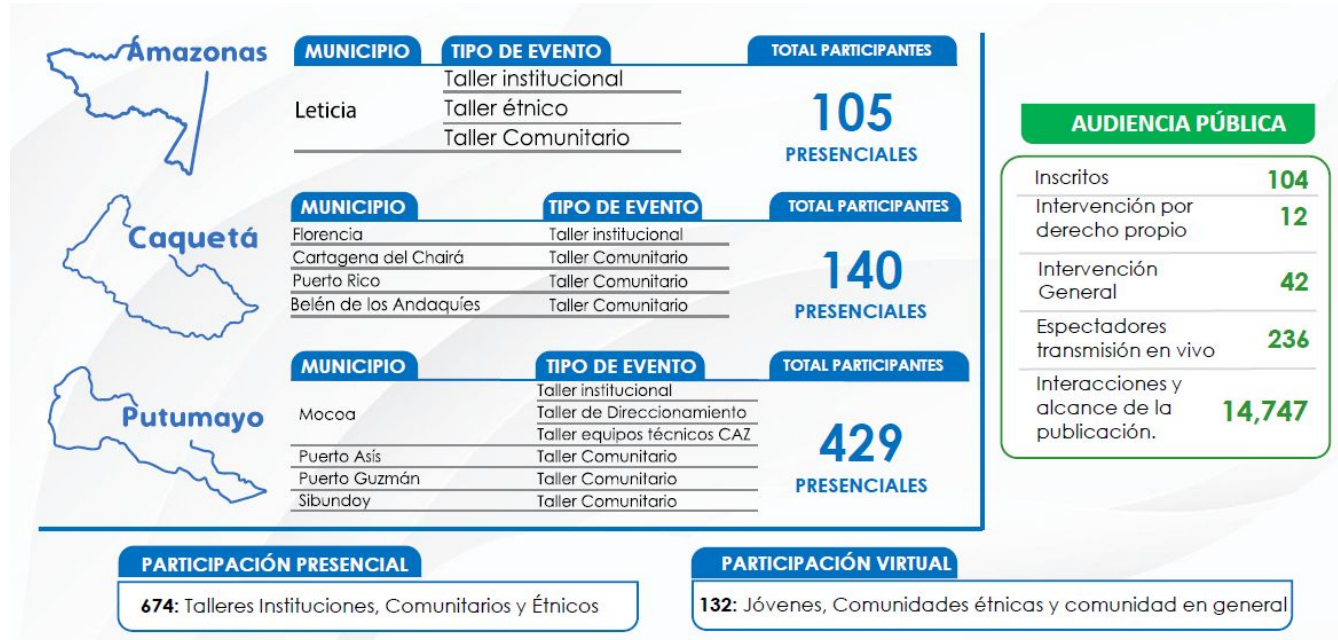 Ámazonas
MUNICIPIO TIPO DE EVENTO TOTAL PARTICIPANTES
Taller institucional
Leticia Taller étnico
Taller Comunitario
105
PRESENCIALES
Caquetá
MUNICIPIO TIPO DE EVENTO TOTAL PARTICIPANTES
Florencia Taller institucional
Cartagena del Chairá Taller Comunitario
Puerto Rico Taller Comunitario
Belén de los Andaquíes Taller Comunitario
140
PRESENCIALES
Putumayo
MUNICIPIO TIPO DE EVENTO TOTAL PARTICIPANTES
Taller institucional
Mocoa Taller de Direccionamiento
Taller equipos técnicos CAZ
Puerto Asís Taller Comunitario
Puerto Guzmán Taller Comunitario
Sibundoy Taller Comunitario
429
PRESENCIALES
AUDIENCIA PÚBLICA
Inscritos 104
Intervención por
derecho propio 12
Intervención
General 42
Espectadores
transmisión en vivo 236
Interacciones y
alcance de la 14,747
publicación.
PARTICIPACIÓN PRESENCIAL
674: Talleres Instituciones, Comunitarios y Étnicos
PARTICIPACIÓN VIRTUAL
132: Jóvenes, Comunidades étnicas y comunidad en general